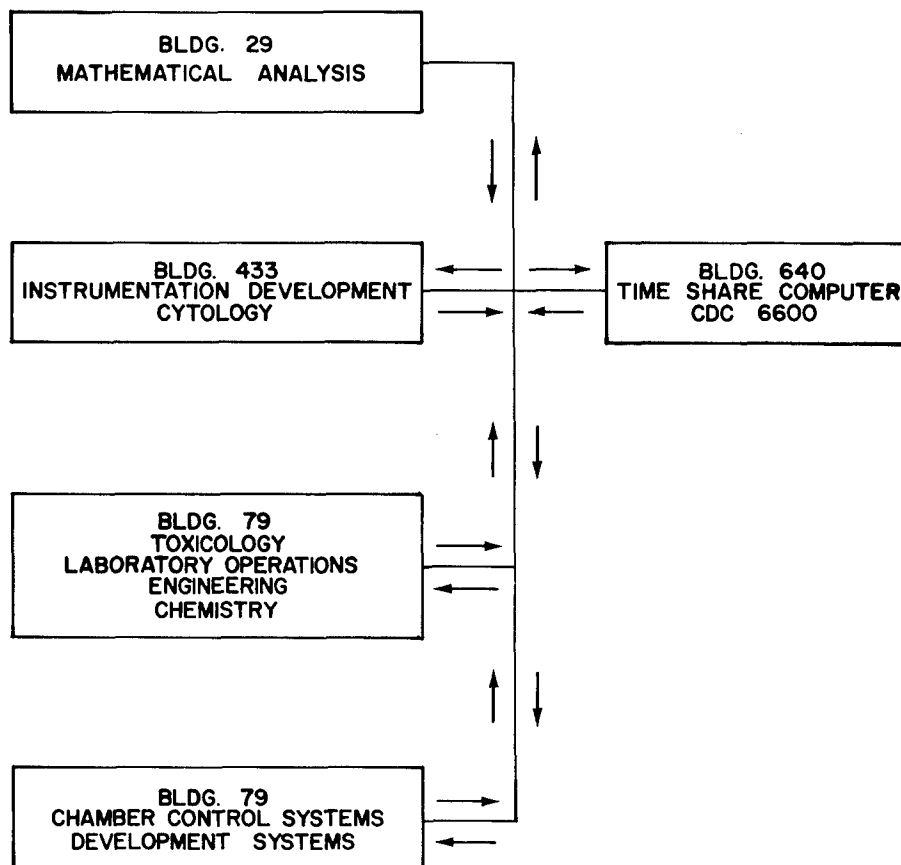 BLDG. 29
MATHEMATICAL ANALYSIS
BLDG. 433
INSTRUMENTATION DEVELOPMENT
CYTOLOGY
BLDG. 640
TIME SHARE COMPUTER
CDC 6600
BLDG. 79
TOXICOLOGY
LABORATORY OPERATIONS
ENGINEERING
CHEMISTRY
BLDG. 79
CHAMBER CONTROL SYSTEMS
DEVELOPMENT SYSTEMS